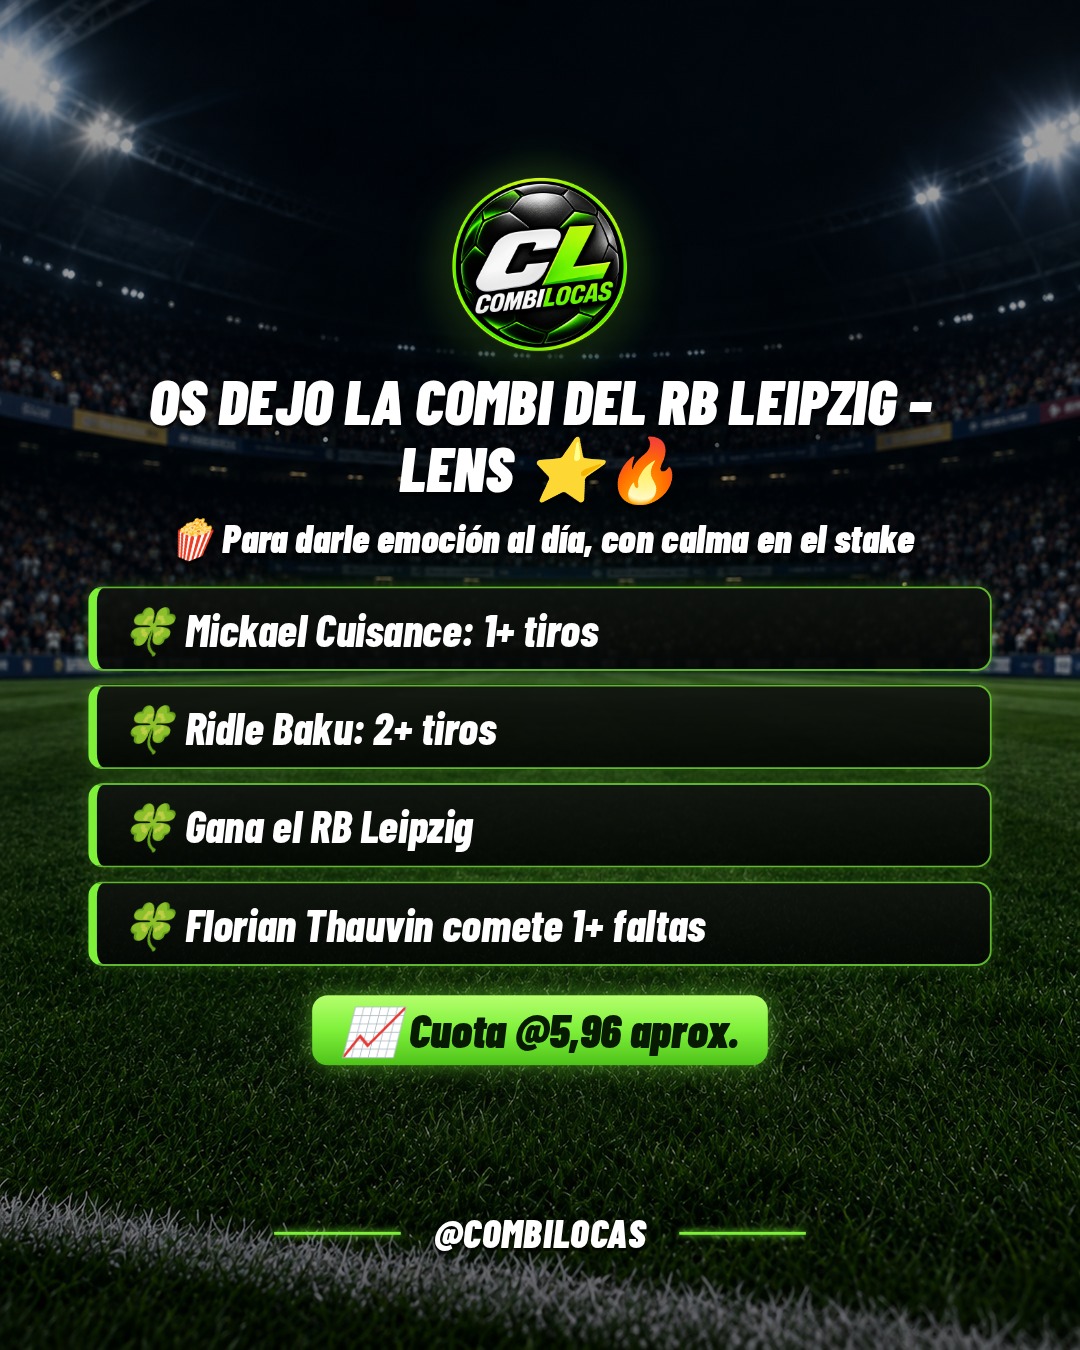 CL
COMBILOCAS
OS DEJO LA COMBI DEL RB LEIPZIG –
LENS ⭐🔥
🍿 Para darle emoción al día, con calma en el stake
🍀 Mickael Cuisance: 1+ tiros
🍀 Ridle Baku: 2+ tiros
🍀 Gana el RB Leipzig
🍀 Florian Thauvin comete 1+ faltas
📈 Cuota @5,96 aprox.
@COMBILOCAS